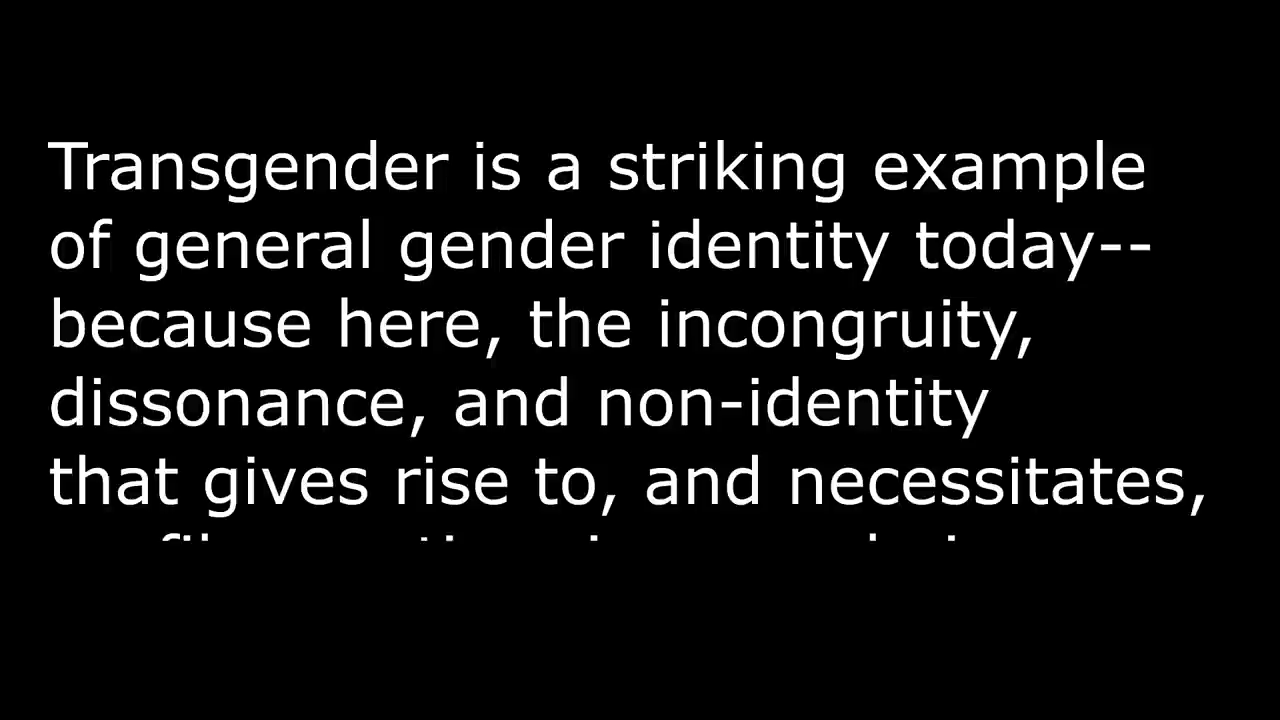 Transgender is a striking example
of general gender identity today--
because here, the incongruity,
dissonance, and non-identity
that gives rise to, and necessitates,